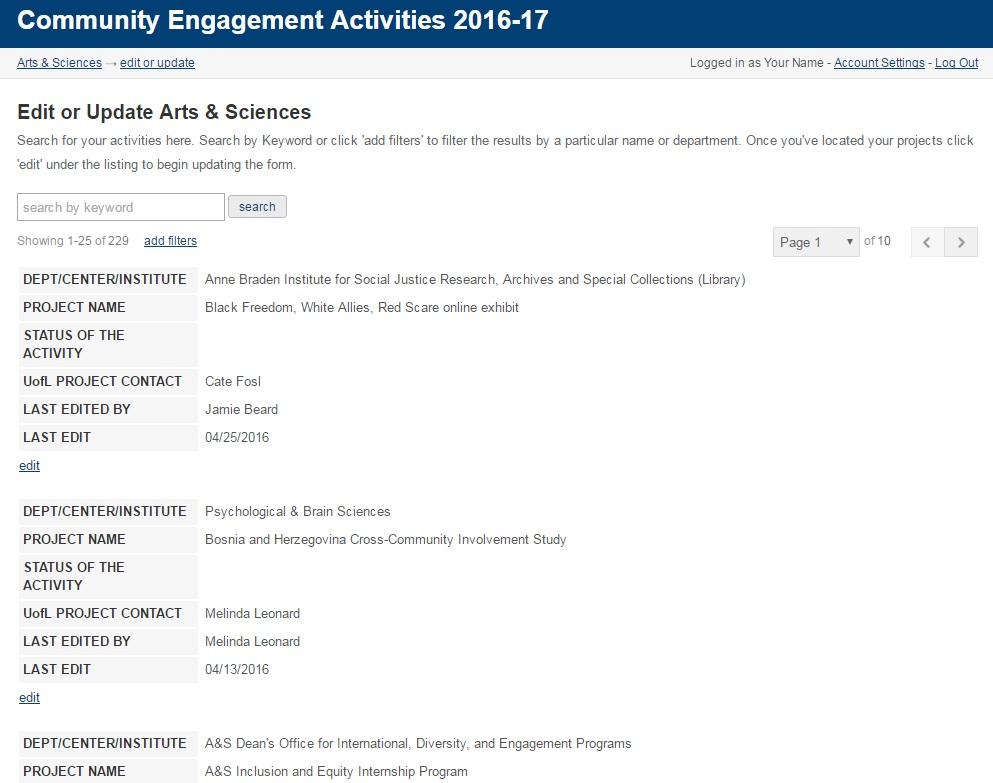 Community Engagement Activities 2016-17
Arts & Sciences → edit or update
Logged in as Your Name - Account Settings - Log Out
Edit or Update Arts & Sciences
Search for your activities here. Search by Keyword or click 'add filters' to filter the results by a particular name or department. Once you've located your projects click
'edit' under the listing to begin updating the form.
search by keyword search
Showing 1-25 of 229 add filters
Page 1 ▼ of 10 < >
DEPT/CENTER/INSTITUTE Anne Braden Institute for Social Justice Research, Archives and Special Collections (Library)
PROJECT NAME Black Freedom, White Allies, Red Scare online exhibit
STATUS OF THE
ACTIVITY
UofL PROJECT CONTACT Cate Fosl
LAST EDITED BY Jamie Beard
LAST EDIT 04/25/2016
edit
DEPT/CENTER/INSTITUTE Psychological & Brain Sciences
PROJECT NAME Bosnia and Herzegovina Cross-Community Involvement Study
STATUS OF THE
ACTIVITY
UofL PROJECT CONTACT Melinda Leonard
LAST EDITED BY Melinda Leonard
LAST EDIT 04/13/2016
edit
DEPT/CENTER/INSTITUTE A&S Dean's Office for International, Diversity, and Engagement Programs
PROJECT NAME A&S Inclusion and Equity Internship Program